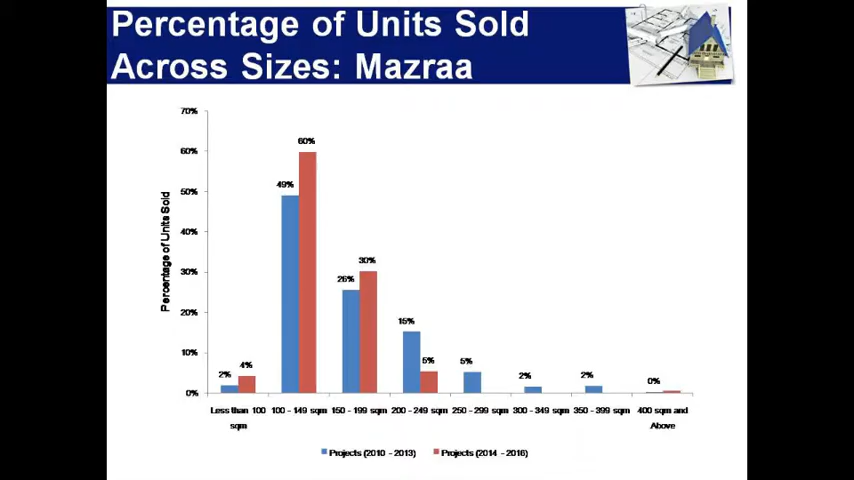 Percentage of Units Sold
Across Sizes: Mazraa
Percentage of Units Sold
70%
60%
50%
40%
30%
20%
10%
0%
2%
4%
49%
60%
26%
30%
15%
5%
5%
2%
2%
0%
Less than 100 sqm
100 - 149 sqm
150 - 199 sqm
200 - 249 sqm
250 - 299 sqm
300 - 349 sqm
350 - 399 sqm
400 sqm and Above
Projects (2010 - 2013)
Projects (2014 - 2016)